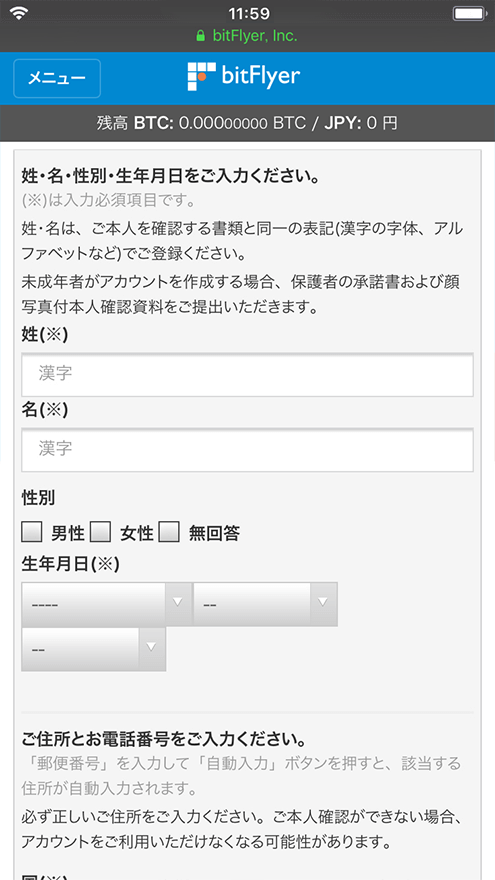 11:59
bitFlyer, Inc.
メニュー
bitFlyer
残高 BTC: 0.00000000 BTC / JPY: 0 円
姓・名・性別・生年月日をご入力ください。
(※)は入力必須項目です。
姓・名は、ご本人を確認する書類と同一の表記(漢字の字体、アル
ファベットなど)でご登録ください。
未成年者がアカウントを作成する場合、保護者の承諾書および顔
写真付本人確認資料をご提出いただきます。
姓(※)
漢字
名(※)
漢字
性別
男性 女性 無回答
生年月日(※)
---- --
--
ご住所とお電話番号をご入力ください。
「郵便番号」を入力して「自動入力」ボタンを押すと、該当する
住所が自動入力されます。
必ず正しいご住所をご入力ください。ご本人確認ができない場合、
アカウントをご利用いただけなくなる可能性があります。